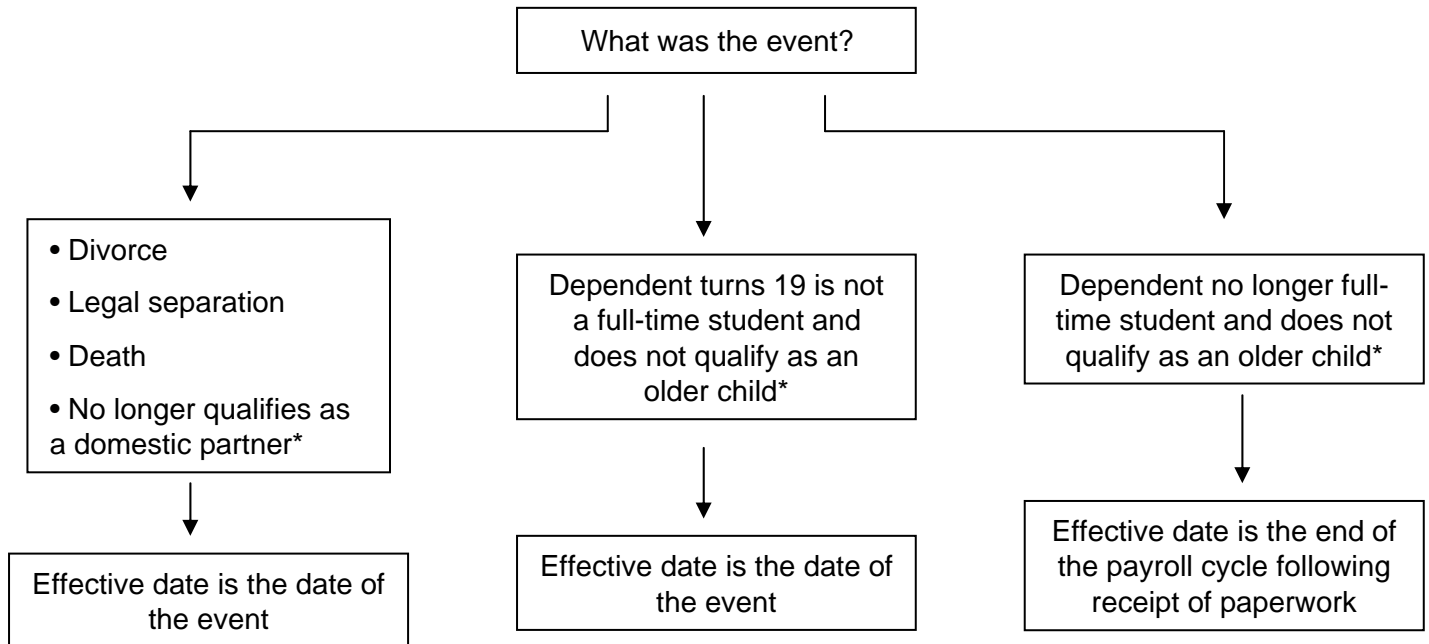 What was the event?
• Divorce
• Legal separation
• Death
• No longer qualifies as
a domestic partner*
Effective date is the date of
the event
Dependent turns 19 is not
a full-time student and
does not qualify as an
older child*
Effective date is the date of
the event
Dependent no longer full-
time student and does not
qualify as an older child*
Effective date is the end of
the payroll cycle following
receipt of paperwork